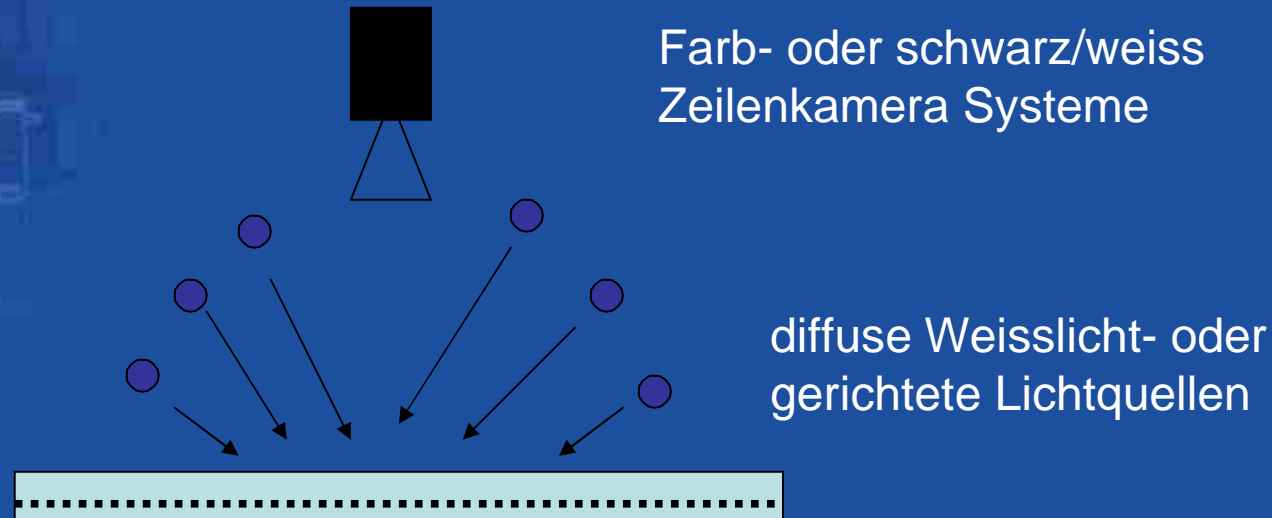 Farb- oder schwarz/weiss
Zeilenkamera Systeme
diffuse Weisslicht- oder
gerichtete Lichtquellen